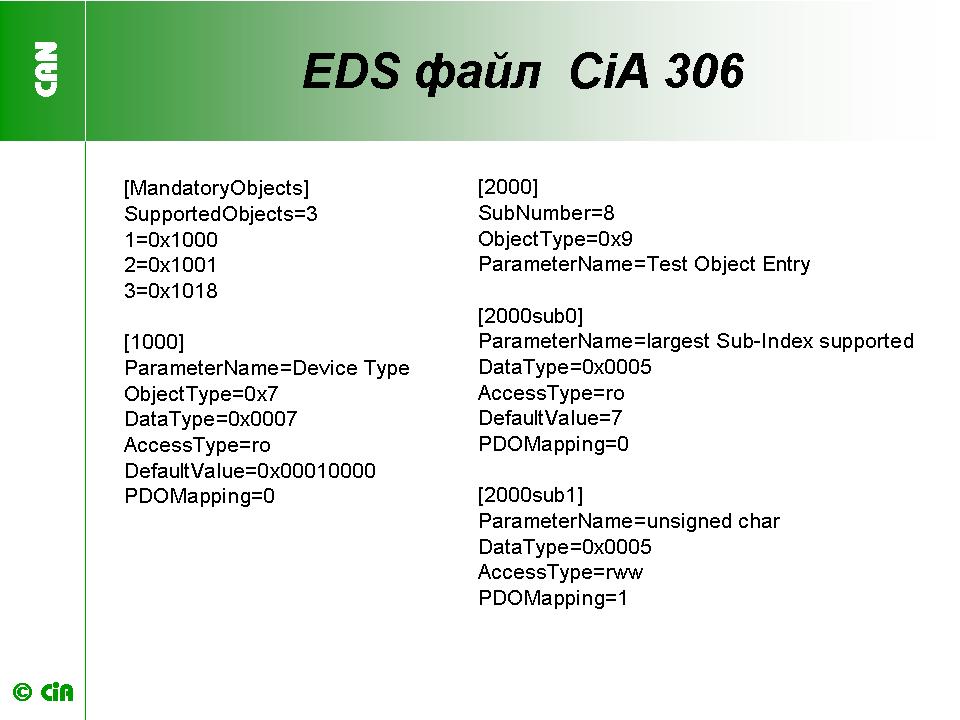 CAN
EDS файл CiA 306
[MandatoryObjects]
SupportedObjects=3
1=0x1000
2=0x1001
3=0x1018
[1000]
ParameterName=Device Type
ObjectType=0x7
DataType=0x0007
AccessType=ro
DefaultValue=0x00010000
PDOMapping=0
[2000]
SubNumber=8
ObjectType=0x9
ParameterName=Test Object Entry
[2000sub0]
ParameterName=largest Sub-Index supported
DataType=0x0005
AccessType=ro
DefaultValue=7
PDOMapping=0
[2000sub1]
ParameterName=unsigned char
DataType=0x0005
AccessType=rww
PDOMapping=1
© CiA